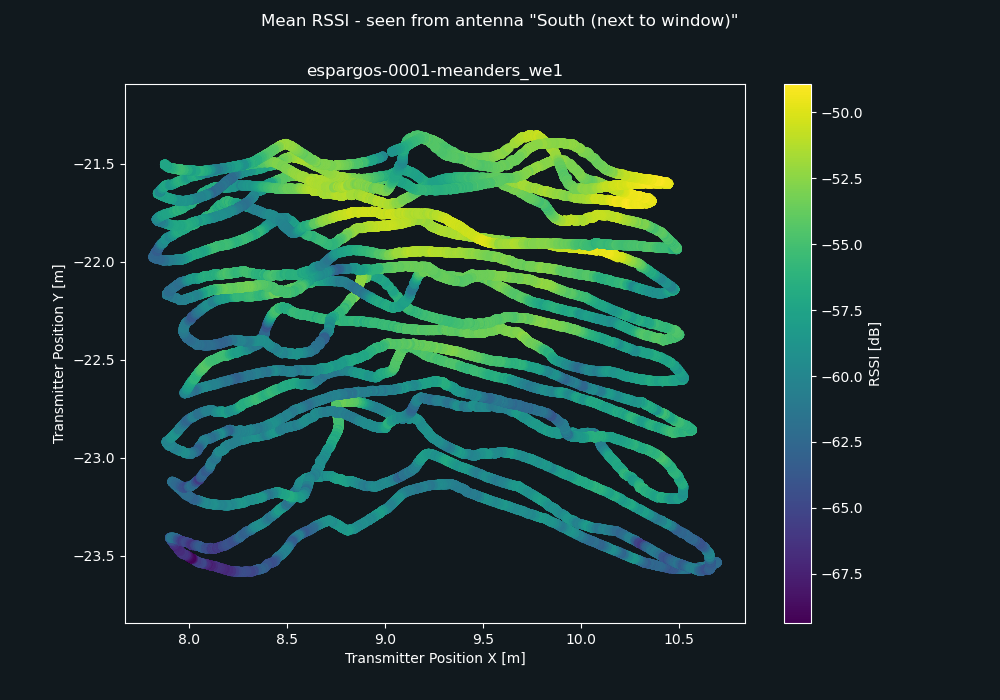 Mean RSSI - seen from antenna "South (next to window)"
espargos-0001-meanders_we1
Transmitter Position Y [m]
−21.5
−22.0
−22.5
−23.0
−23.5
8.0 8.5 9.0 9.5 10.0 10.5
Transmitter Position X [m]
−50.0
−52.5
−55.0
−57.5
−60.0
−62.5
−65.0
−67.5
RSSI [dB]